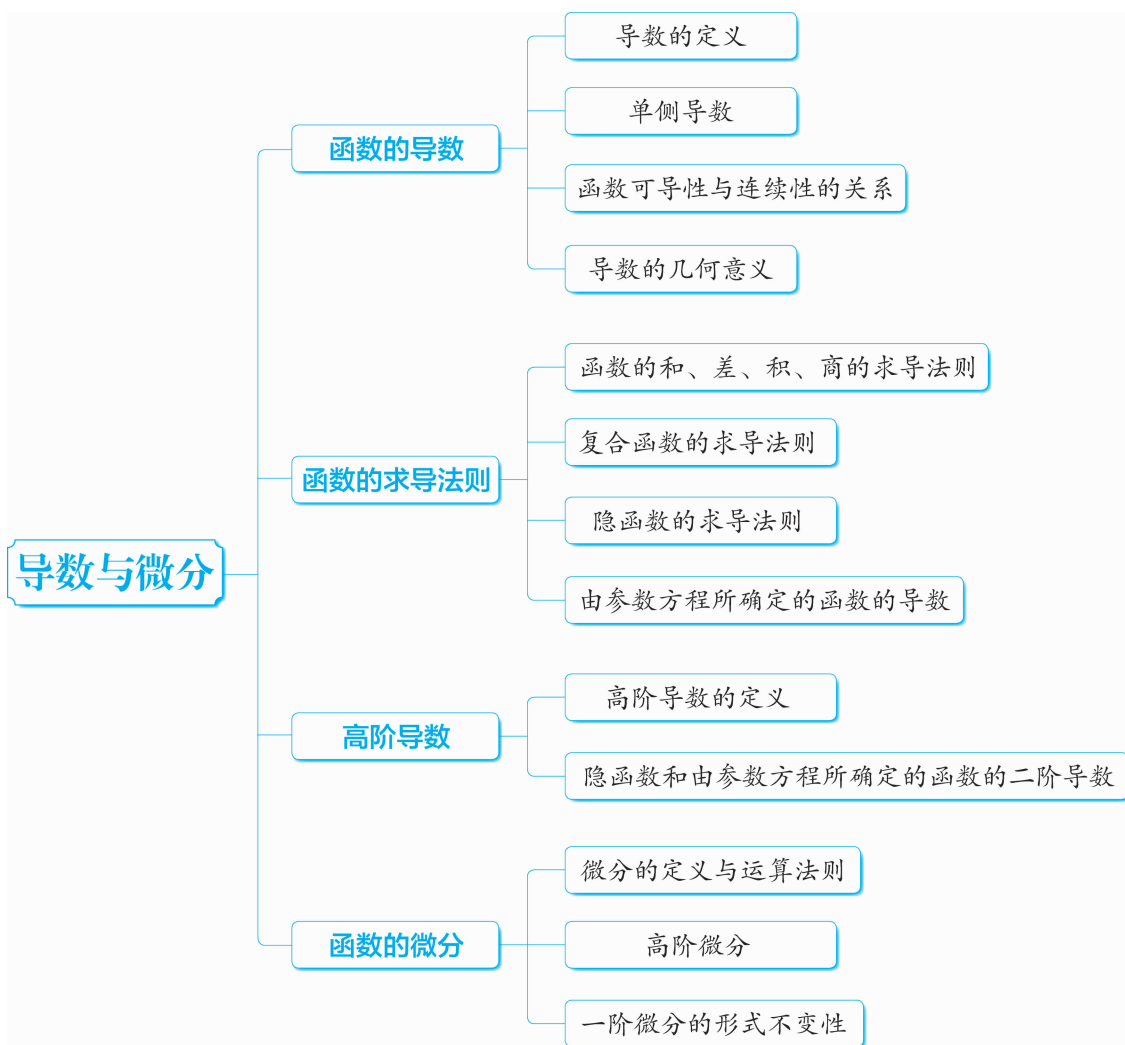 导数与微分
函数的导数
导数的定义
单侧导数
函数可导性与连续性的关系
导数的几何意义
函数的求导法则
函数的和、差、积、商的求导法则
复合函数的求导法则
隐函数的求导法则
由参数方程所确定的函数的导数
高阶导数
高阶导数的定义
隐函数和由参数方程所确定的函数的二阶导数
函数的微分
微分的定义与运算法则
高阶微分
一阶微分的形式不变性